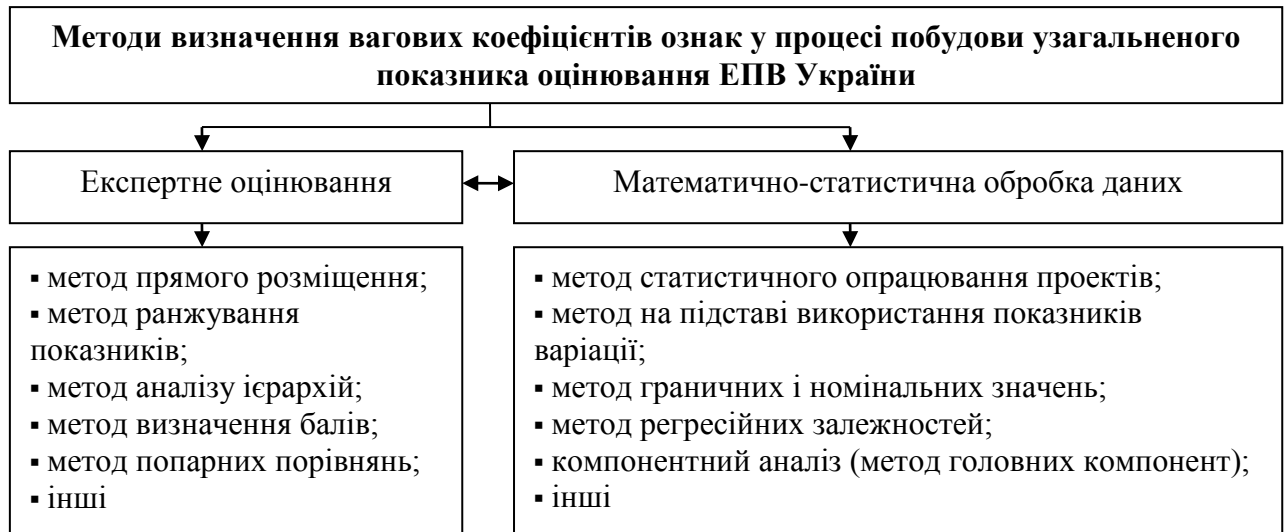 Методи визначення вагових коефіцієнтів ознак у процесі побудови узагальненого
показника оцінювання ЕПВ України
Експертне оцінювання
Математично-статистична обробка даних
▪ метод прямого розміщення;
▪ метод ранжування
показників;
▪ метод аналізу ієрархій;
▪ метод визначення балів;
▪ метод попарних порівнянь;
▪ інші
▪ метод статистичного опрацювання проектів;
▪ метод на підставі використання показників
варіації;
▪ метод граничних і номінальних значень;
▪ метод регресійних залежностей;
▪ компонентний аналіз (метод головних компонент);
▪ інші